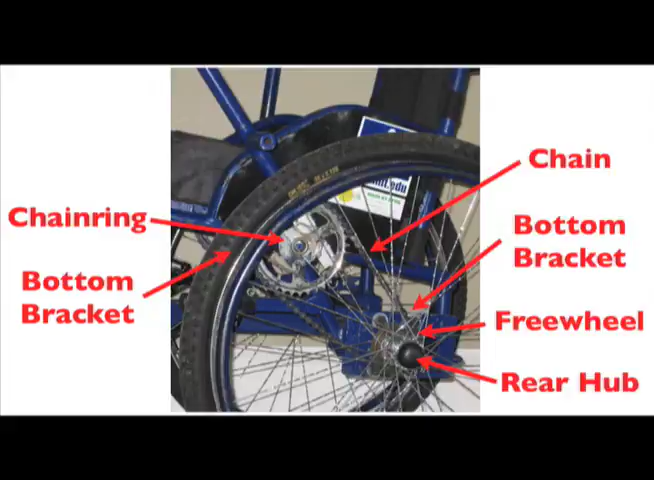 Chain
Chainring
Bottom
Bracket
Bottom
Bracket
Freewheel
Rear Hub